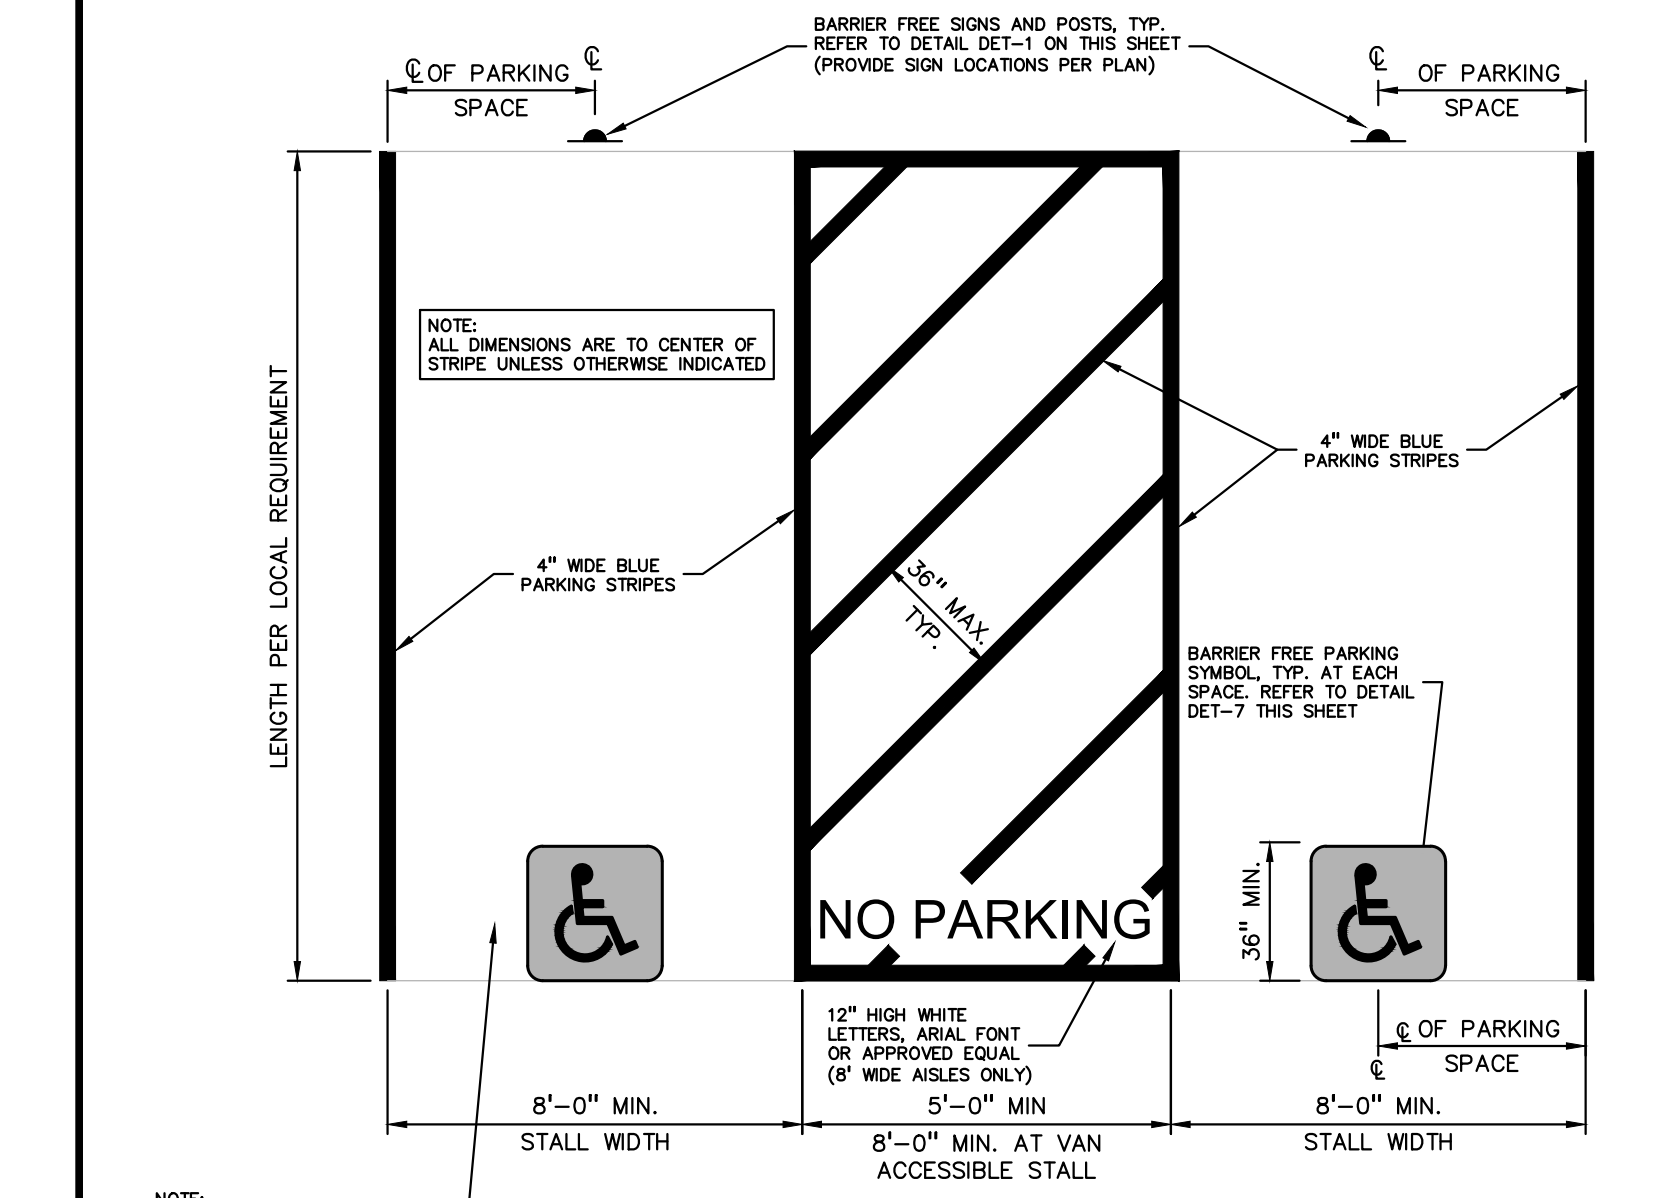 BARRIER FREE SIGNS AND POSTS, TYP.
REFER TO DETAIL DET-1 ON THIS SHEET
(PROVIDE SIGN LOCATIONS PER PLAN)
℄ OF PARKING
SPACE
℄
℄
OF PARKING
SPACE
NOTE:
ALL DIMENSIONS ARE TO CENTER OF
STRIPE UNLESS OTHERWISE INDICATED
LENGTH PER LOCAL REQUIREMENT
4" WIDE BLUE
PARKING STRIPES
4" WIDE BLUE
PARKING STRIPES
36" MAX.
TYP.
BARRIER FREE PARKING
SYMBOL, TYP. AT EACH
SPACE. REFER TO DETAIL
DET-7 THIS SHEET
36" MIN.
NO PARKING
12" HIGH WHITE
LETTERS, ARIAL FONT
OR APPROVED EQUAL
(8' WIDE AISLES ONLY)
℄ OF PARKING
SPACE
℄
8'-0" MIN.
STALL WIDTH
5'-0" MIN
8'-0" MIN. AT VAN
ACCESSIBLE STALL
8'-0" MIN.
STALL WIDTH
NOTE: